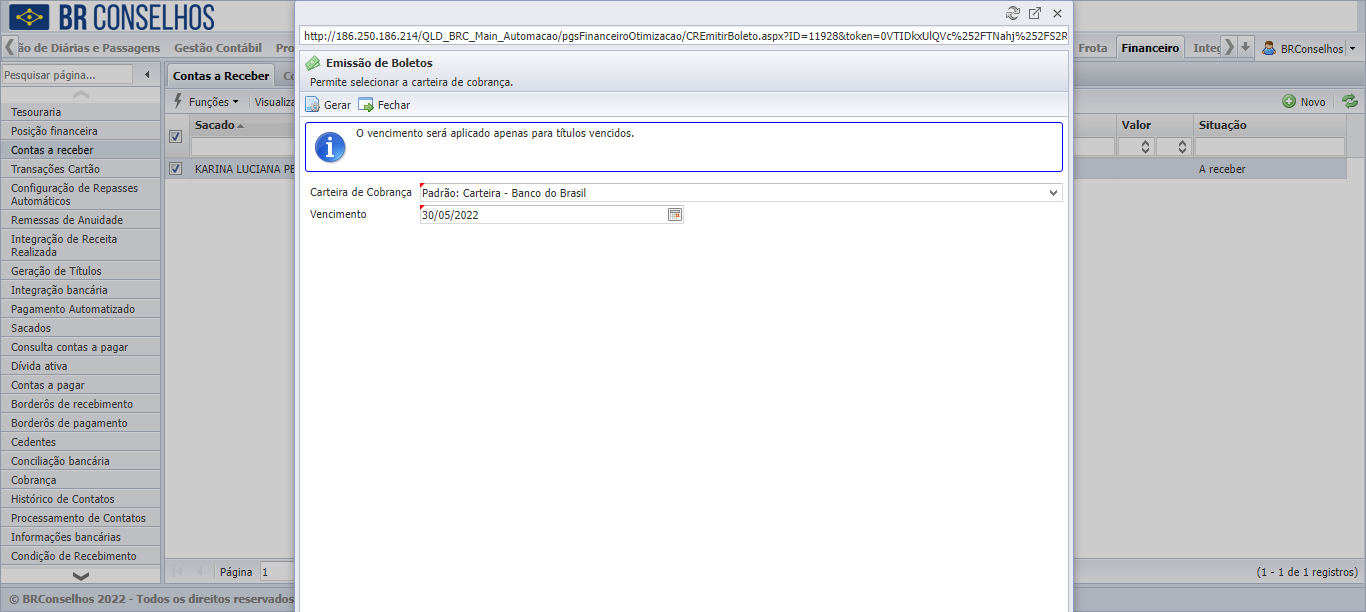 BR CONSELHOS
http://186.250.186.214/QLD_BRC_Main_Automacao/pgsFinanceiroOtimizacao/CREmitirBoleto.aspx?ID=11928&token=0VTIDkxUlQVc%252FTNahj%252FS2R
ão de Diárias e Passagens Gestão Contábil Pro
Frota Financeiro Integ BRConselhos
Pesquisar página...
Tesouraria
Posição financeira
Contas a receber
Transações Cartão
Configuração de Repasses
Automáticos
Remessas de Anuidade
Integração de Receita
Realizada
Geração de Títulos
Integração bancária
Pagamento Automatizado
Sacados
Consulta contas a pagar
Dívida ativa
Contas a pagar
Borderôs de recebimento
Borderôs de pagamento
Cedentes
Conciliação bancária
Cobrança
Histórico de Contatos
Processamento de Contatos
Informações bancárias
Condição de Recebimento
Contas a Receber Co
Funções Visualiza
Novo
Sacado
Valor Situação
KARINA LUCIANA PE
A receber
Emissão de Boletos
Permite selecionar a carteira de cobrança.
Gerar Fechar
O vencimento será aplicado apenas para títulos vencidos.
Carteira de Cobrança Padrão: Carteira - Banco do Brasil
Vencimento 30/05/2022
Página 1
(1 - 1 de 1 registros)
© BRConselhos 2022 - Todos os direitos reservados